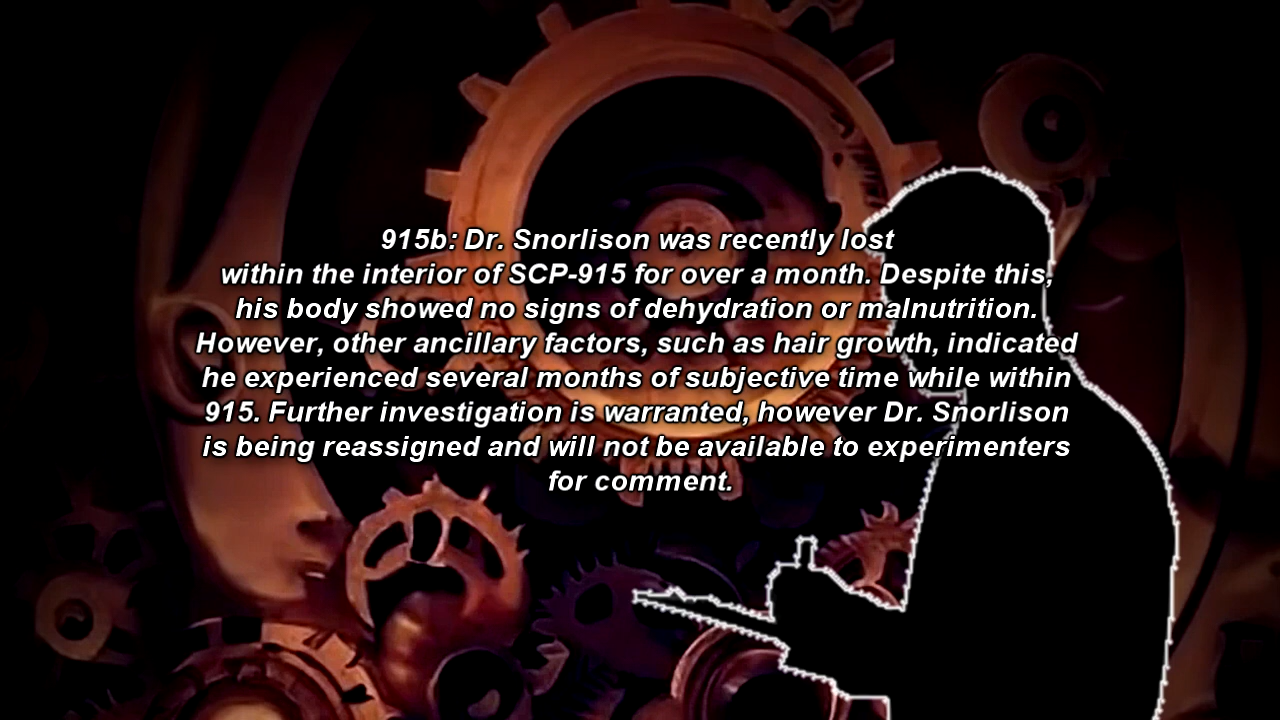 915b: Dr. Snorlison was recently lost
within the interior of SCP-915 for over a month. Despite this,
his body showed no signs of dehydration or malnutrition.
However, other ancillary factors, such as hair growth, indicated
he experienced several months of subjective time while within
915. Further investigation is warranted, however Dr. Snorlison
is being reassigned and will not be available to experimenters
for comment.